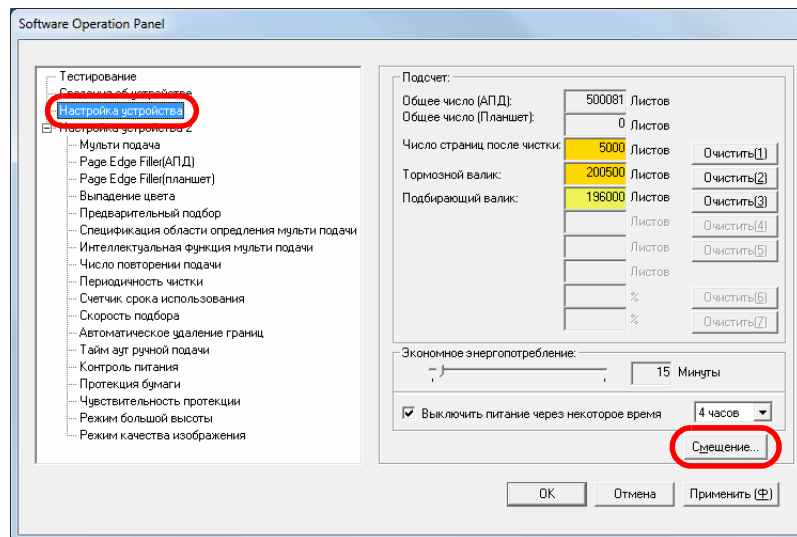 Software Operation Panel
Тестирование
Сведения об устройстве
Настройка устройства
Настройка устройства 2
Мульти подача
Page Edge Filler(АПД)
Page Edge Filler(планшет)
Выпадение цвета
Предварительный подбор
Спецификация области опредления мульти подачи
Интеллектуальная функция мульти подачи
Число повторении подачи
Периодичность чистки
Счетчик срока использования
Скорость подбора
Автоматическое удаление границ
Тайм аут ручной подачи
Контроль питания
Протекция бумаги
Чувствительность протекции
Режим большой высоты
Режим качества изображения
Подсчет:
Общее число (АПД): 500081 Листов
Общее число (Планшет): 0 Листов
Число страниц после чистки: 5000 Листов Очистить(1)
Тормозной валик: 200500 Листов Очистить(2)
Подбирающий валик: 196000 Листов Очистить(3)
Листов Очистить(4)
Листов Очистить(5)
Листов
% Очистить(6)
% Очистить(7)
Экономное энергопотребление:
15 Минуты
Выключить питание через некоторое время 4 часов
Смещение...
OK Отмена Применить (Ф)